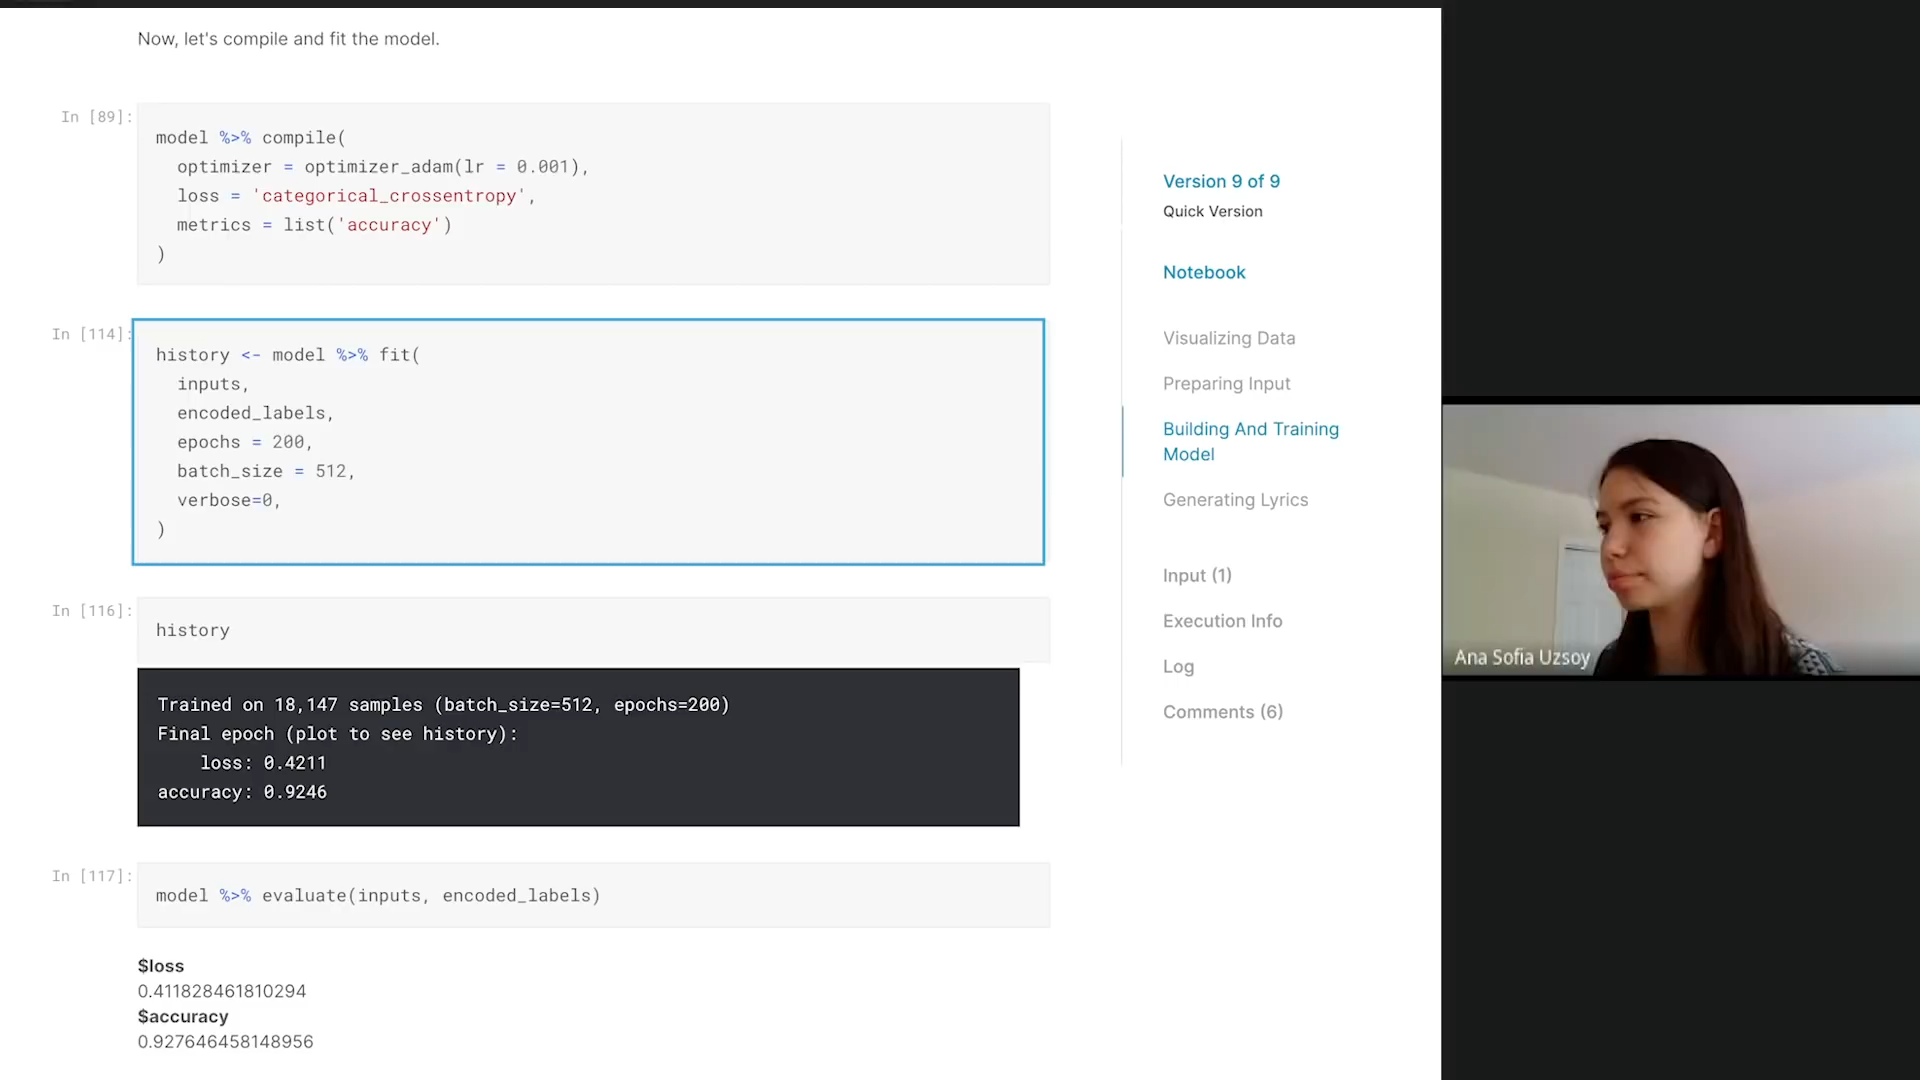 Now, let's compile and fit the model.
In [89]:
model %>% compile(
  optimizer = optimizer_adam(lr = 0.001),
  loss = 'categorical_crossentropy',
  metrics = list('accuracy')
)
In [114]:
history <- model %>% fit(
  inputs,
  encoded_labels,
  epochs = 200,
  batch_size = 512,
  verbose=0,
)
In [116]:
history
Trained on 18,147 samples (batch_size=512, epochs=200)
Final epoch (plot to see history):
    loss: 0.4211
accuracy: 0.9246
In [117]:
model %>% evaluate(inputs, encoded_labels)
$loss
0.411828461810294
$accuracy
0.927646458148956
Version 9 of 9
Quick Version
Notebook
Visualizing Data
Preparing Input
Building And Training
Model
Generating Lyrics
Input (1)
Execution Info
Log
Comments (6)
Ana Sofia Uzsoy